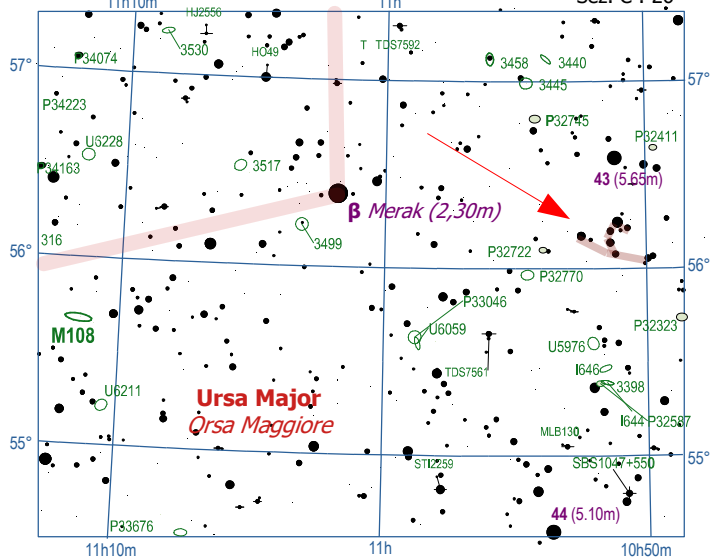 11h10m
11h
Sez. C I-20
HJ2556
3530
P34074
HO49
T TDS7592
3458
3440
57°
57°
3445
P34223
P32745
U6228
P32411
P34163
3517
43 (5.65m)
β Merak (2,30m)
316
3499
P32722
56°
56°
P32770
P33046
M108
U6059
P32323
U5976
TDS7561
I646
3398
U6211
Ursa Major
Orsa Maggiore
I644 P32587
MLB130
55°
55°
STI2259
SBS1047+550
44 (5.10m)
P33676
11h10m
11h
10h50m